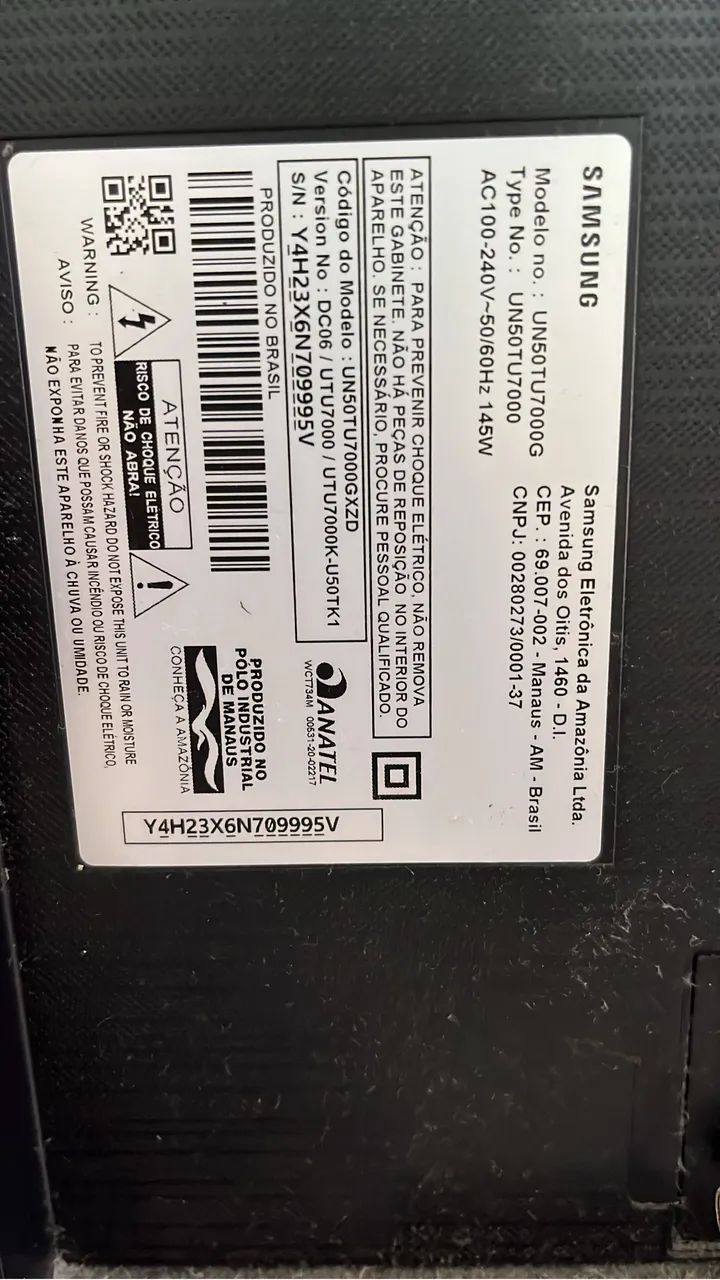 SAMSUNG
Modelo no. : UN50TU7000G
Type No. : UN50TU7000
AC100-240V~50/60Hz 145W
Samsung Eletrônica da Amazônia Ltda.
Avenida dos Oitis, 1460 - D.I.
CEP. : 69.007-002 - Manaus - AM - Brasil
CNPJ: 00280273/0001-37
ATENÇÃO : PARA PREVENIR CHOQUE ELÉTRICO, NÃO REMOVA
ESTE GABINETE. NÃO HÁ PEÇAS DE REPOSIÇÃO NO INTERIOR DO
APARELHO. SE NECESSÁRIO, PROCURE PESSOAL QUALIFICADO.
Código do Modelo : UN50TU7000GXZD
Version No : DC06 / UTU7000 / UTU7000K-U50TK1
S/N : Y4H23X6N709995V
ANATEL
WCT734M 00631-20-02217
PRODUZIDO NO BRASIL
PRODUZIDO NO
PÓLO INDUSTRIAL
DE MANAUS
CONHEÇA A AMAZÔNIA
ATENÇÃO
RISCO DE CHOQUE ELÉTRICO
NÃO ABRA!
WARNING : TO PREVENT FIRE OR SHOCK HAZARD DO NOT EXPOSE THIS UNIT TO RAIN OR MOISTURE
AVISO : PARA EVITAR DANOS QUE POSSAM CAUSAR INCÊNDIO OU RISCO DE CHOQUE ELÉTRICO,
NÃO EXPONHA ESTE APARELHO À CHUVA OU UMIDADE.
Y4H23X6N709995V